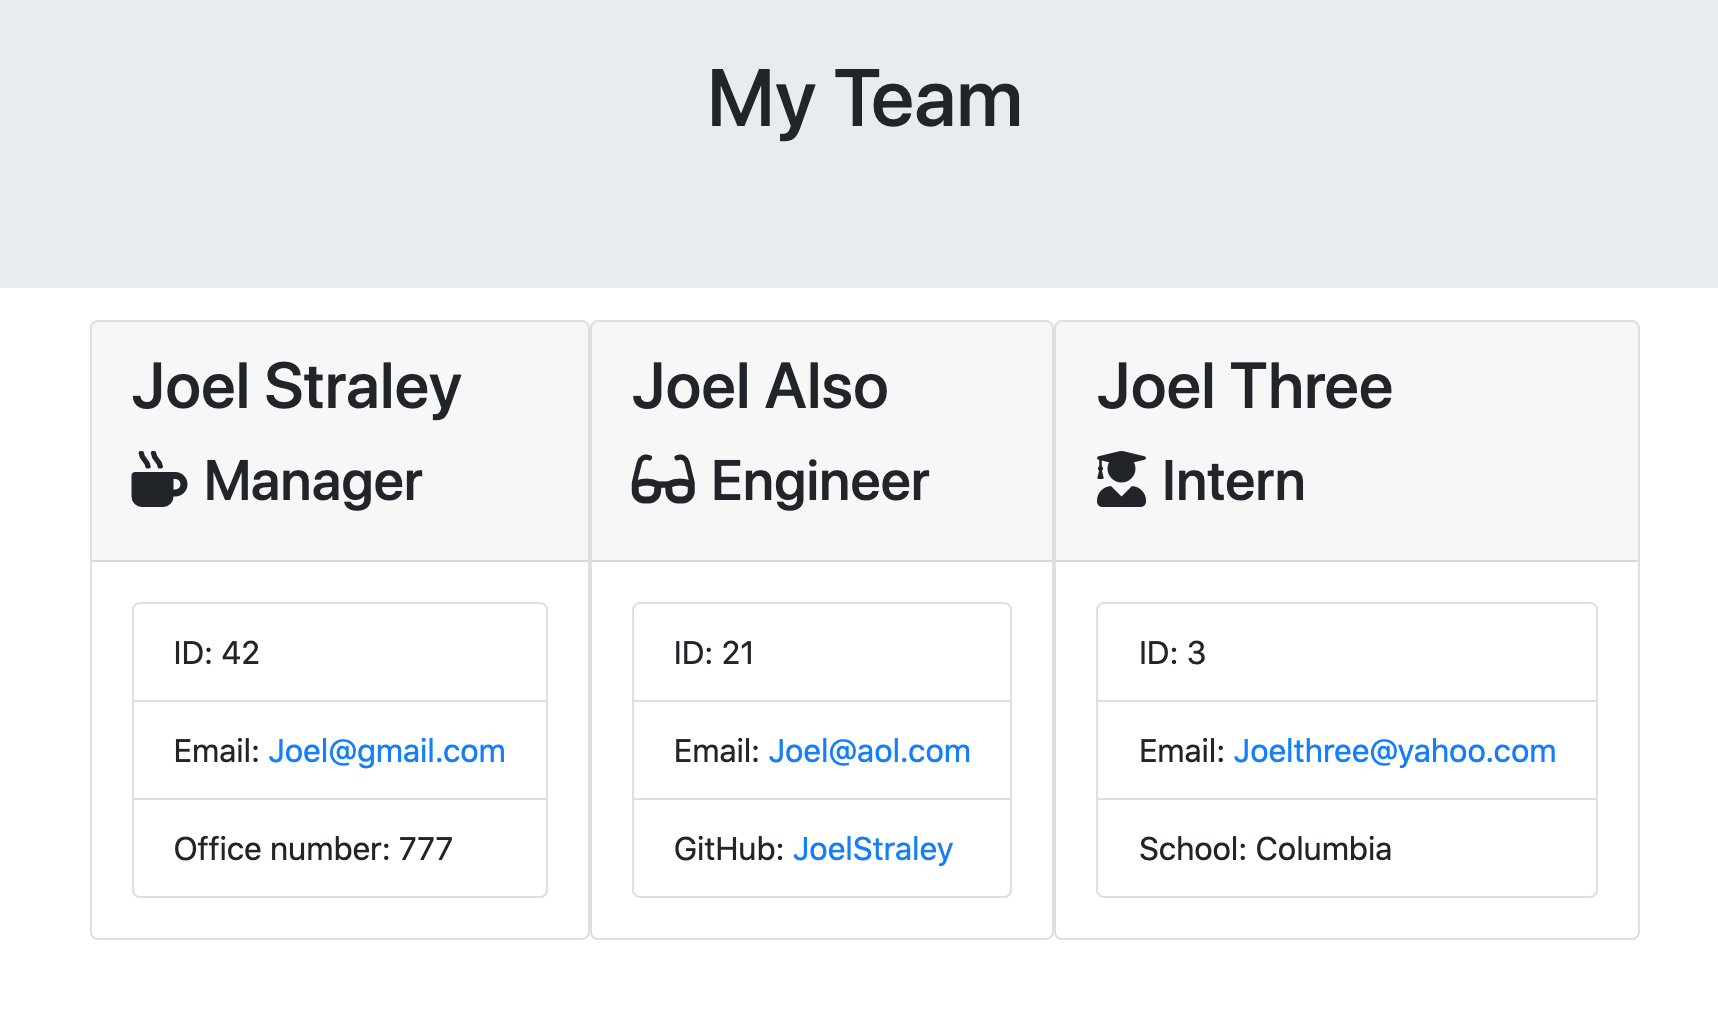 My Team
Joel Straley
Manager
ID: 42
Email: Joel@gmail.com
Office number: 777
Joel Also
Engineer
ID: 21
Email: Joel@aol.com
GitHub: JoelStraley
Joel Three
Intern
ID: 3
Email: Joelthree@yahoo.com
School: Columbia